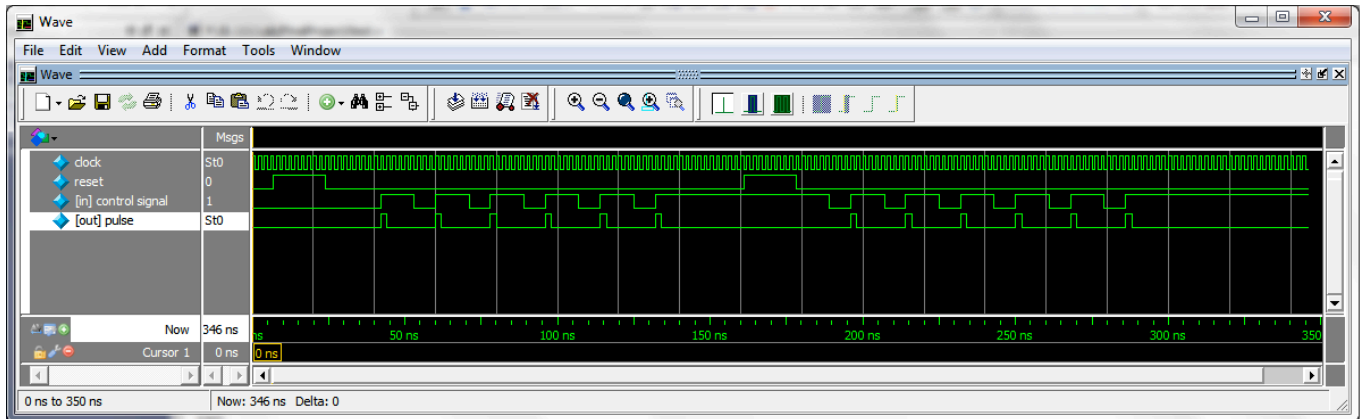 Wave
File Edit View Add Format Tools Window
Wave
Msgs
clock St0
reset 0
[in] control signal 1
[out] pulse St0
Now 346 ns ns 50 ns 100 ns 150 ns 200 ns 250 ns 300 ns 350
Cursor 1 0 ns 0 ns
0 ns to 350 ns Now: 346 ns Delta: 0